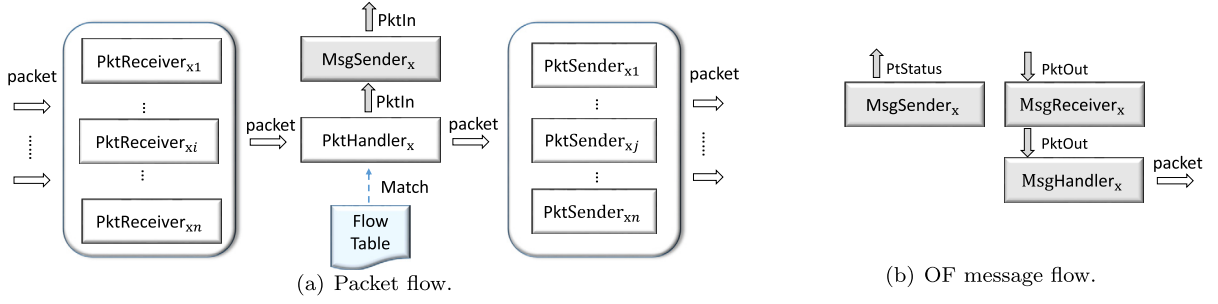 packet
PktReceiver_x1
⋮
PktReceiver_xi
⋮
PktReceiver_xn
packet
PktIn
MsgSender_x
PktIn
PktHandler_x
Match
Flow
Table
packet
PktSender_x1
⋮
PktSender_xj
⋮
PktSender_xn
packet
(a) Packet flow.
PtStatus
MsgSender_x
PktOut
MsgReceiver_x
PktOut
MsgHandler_x
packet
(b) OF message flow.